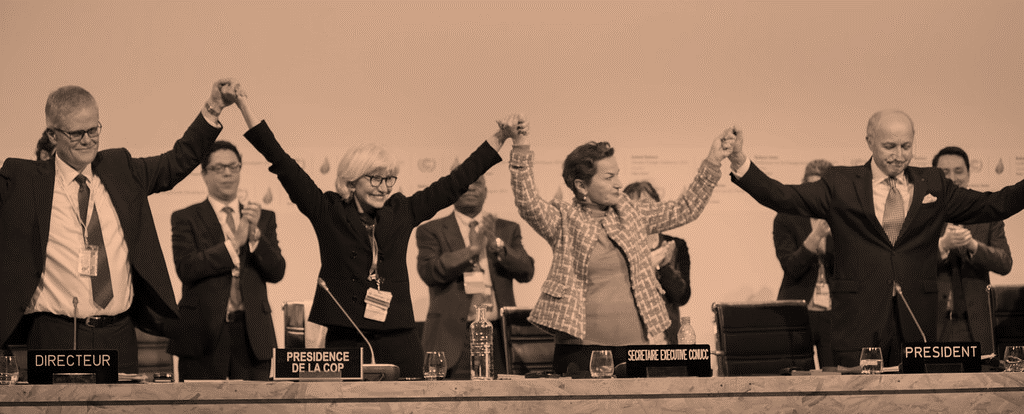 DIRECTEUR
PRESIDENCE
DE LA COP
SECRETAIRE EXECUTIVE CCNUCC
PRESIDENT